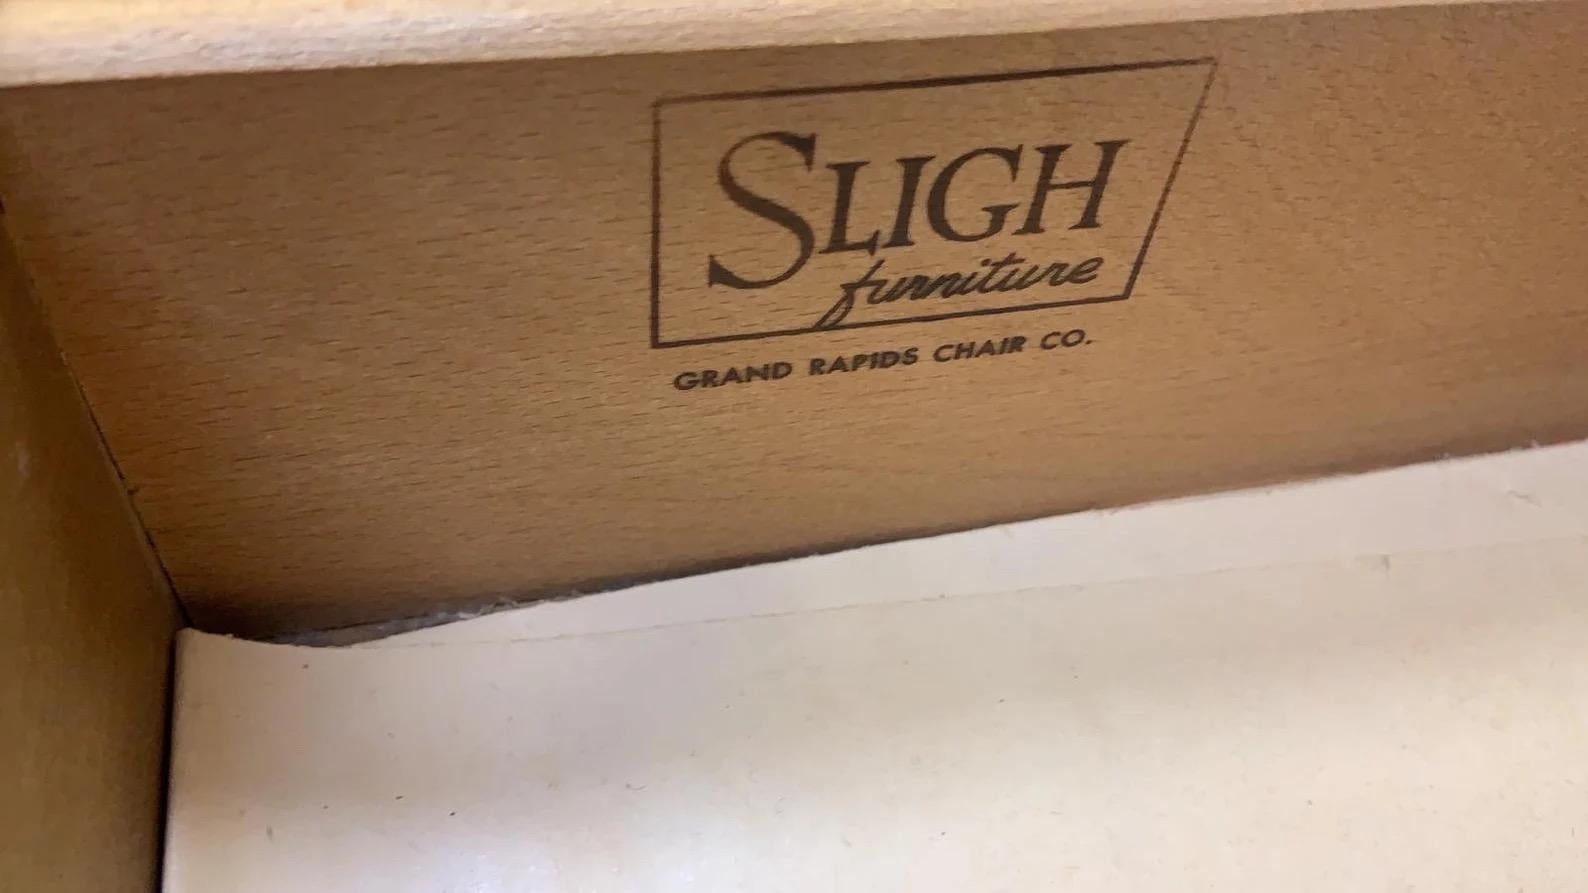 SLIGH
furniture
GRAND RAPIDS CHAIR CO.